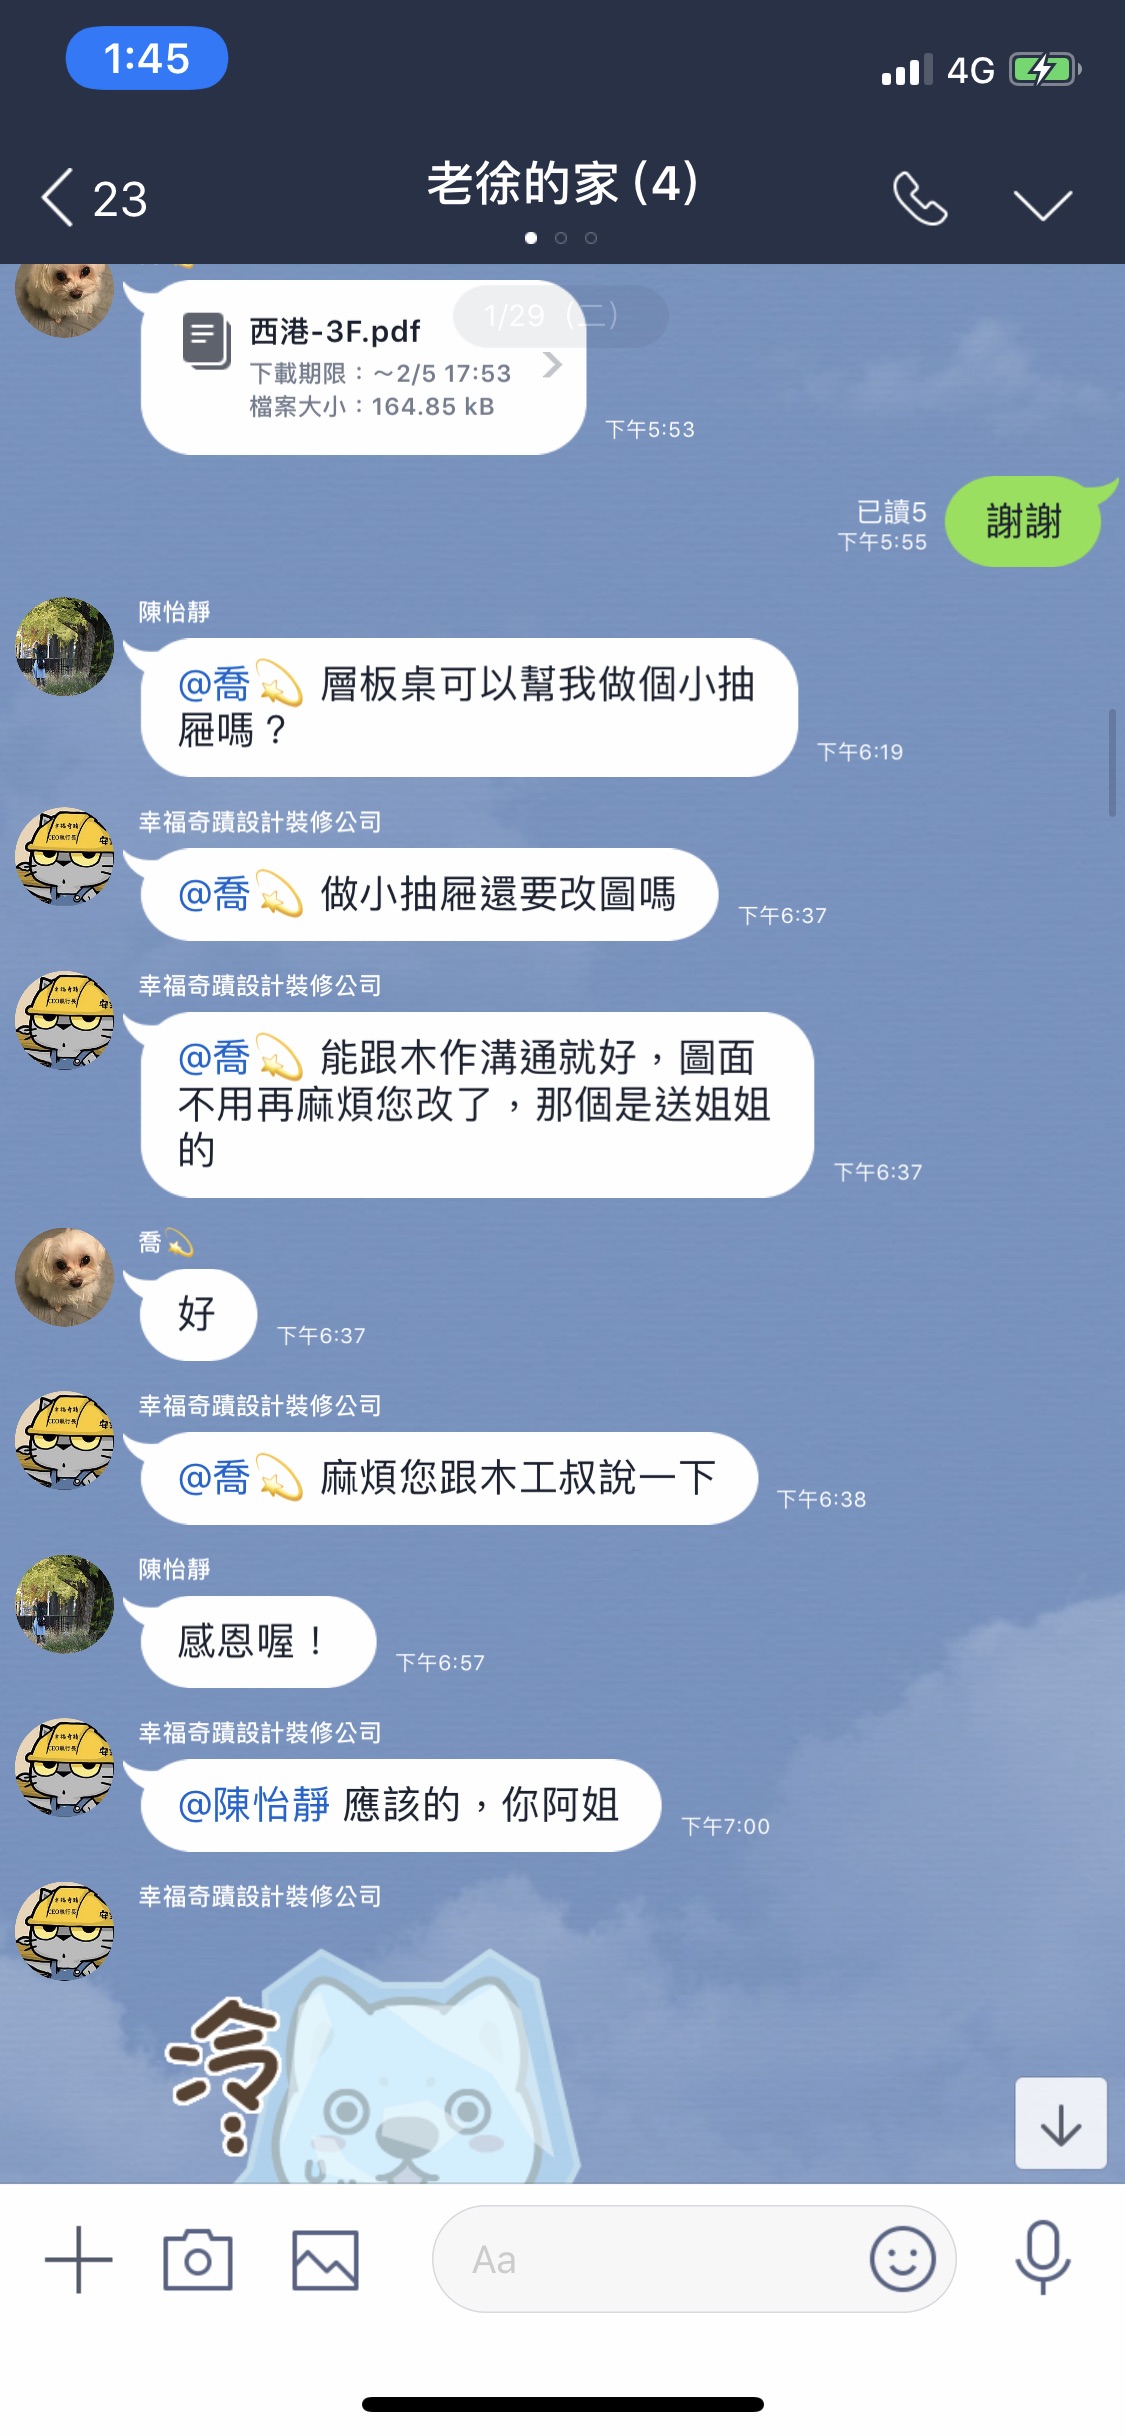 1:45
4G
23
老徐的家 (4)
1/29（二）
西港-3F.pdf
下載期限：～2/5 17:53
檔案大小：164.85 kB
下午5:53
已讀5
下午5:55
謝謝
陳怡靜
@喬💫 層板桌可以幫我做個小抽
屜嗎？
下午6:19
幸福奇蹟設計裝修公司
@喬💫 做小抽屜還要改圖嗎
下午6:37
幸福奇蹟設計裝修公司
@喬💫 能跟木作溝通就好，圖面
不用再麻煩您改了，那個是送姐姐
的
下午6:37
喬💫
好
下午6:37
幸福奇蹟設計裝修公司
@喬💫 麻煩您跟木工叔說一下
下午6:38
陳怡靜
感恩喔！
下午6:57
幸福奇蹟設計裝修公司
@陳怡靜 應該的，你阿姐
下午7:00
幸福奇蹟設計裝修公司
冷
Aa